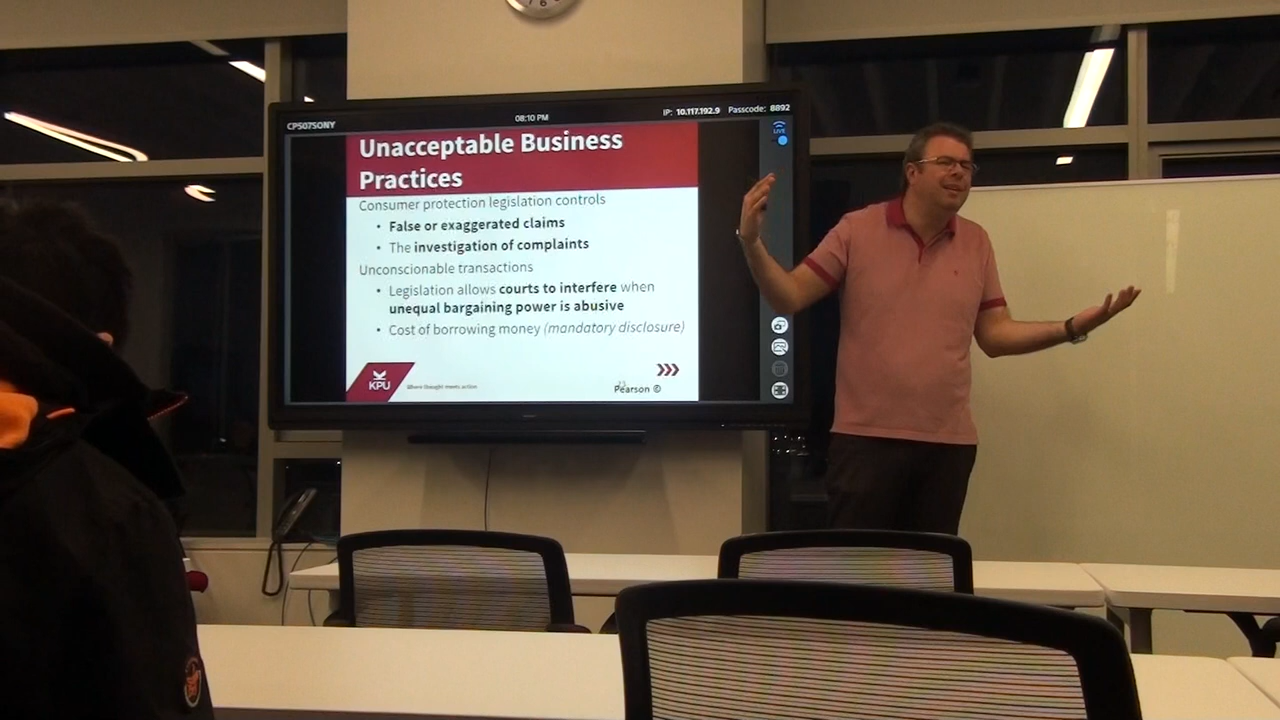 CP507SONY
08:10 PM
IP: 10.117.192.9 Passcode: 8892
LIVE
Unacceptable Business
Practices
Consumer protection legislation controls
• False or exaggerated claims
• The investigation of complaints
Unconscionable transactions
• Legislation allows courts to interfere when
unequal bargaining power is abusive
• Cost of borrowing money (mandatory disclosure)
KPU
Where thought meets action
Pearson ©